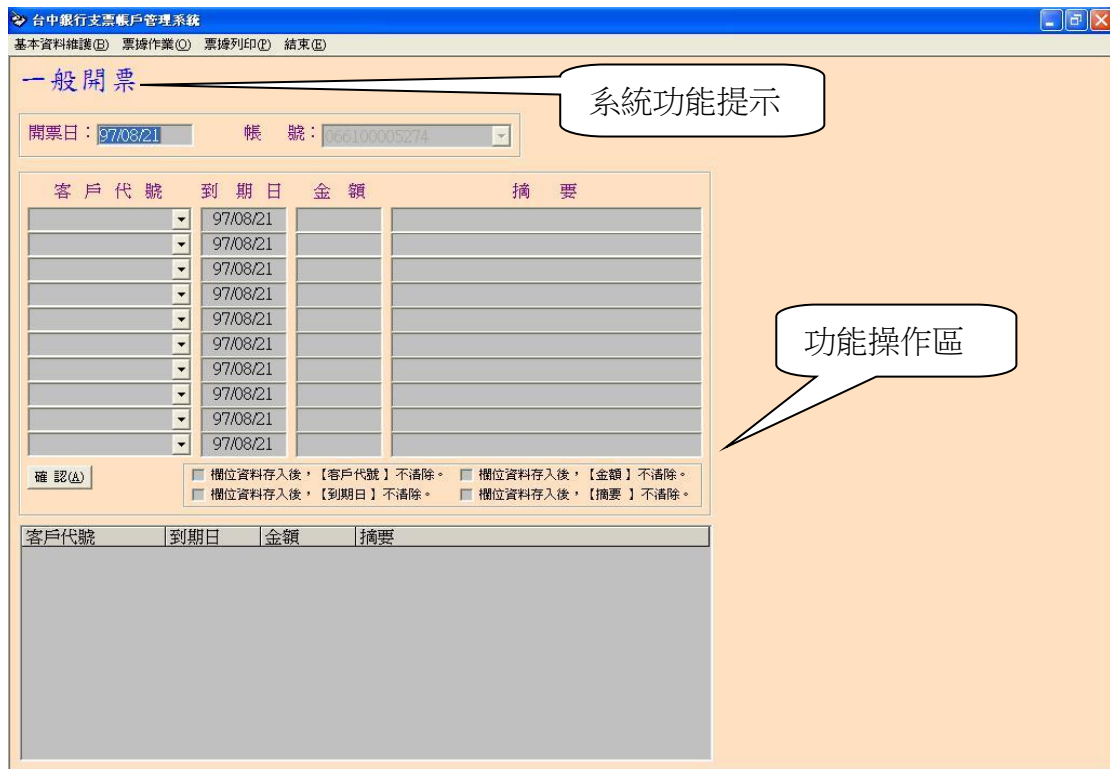 台中銀行支票帳戶管理系統
基本資料維護(B) 票據作業(O) 票據列印(P) 結束(E)
一般開票
系統功能提示
開票日：97/08/21 帳 號：066100005274
客 戶 代 號 到 期 日 金 額 摘 要
97/08/21
97/08/21
97/08/21
97/08/21
97/08/21
97/08/21
97/08/21
97/08/21
97/08/21
97/08/21
功能操作區
確 認(A)
欄位資料存入後，【客戶代號】不清除。 欄位資料存入後，【金額】不清除。
欄位資料存入後，【到期日】不清除。 欄位資料存入後，【摘要 】不清除。
客戶代號 到期日 金額 摘要